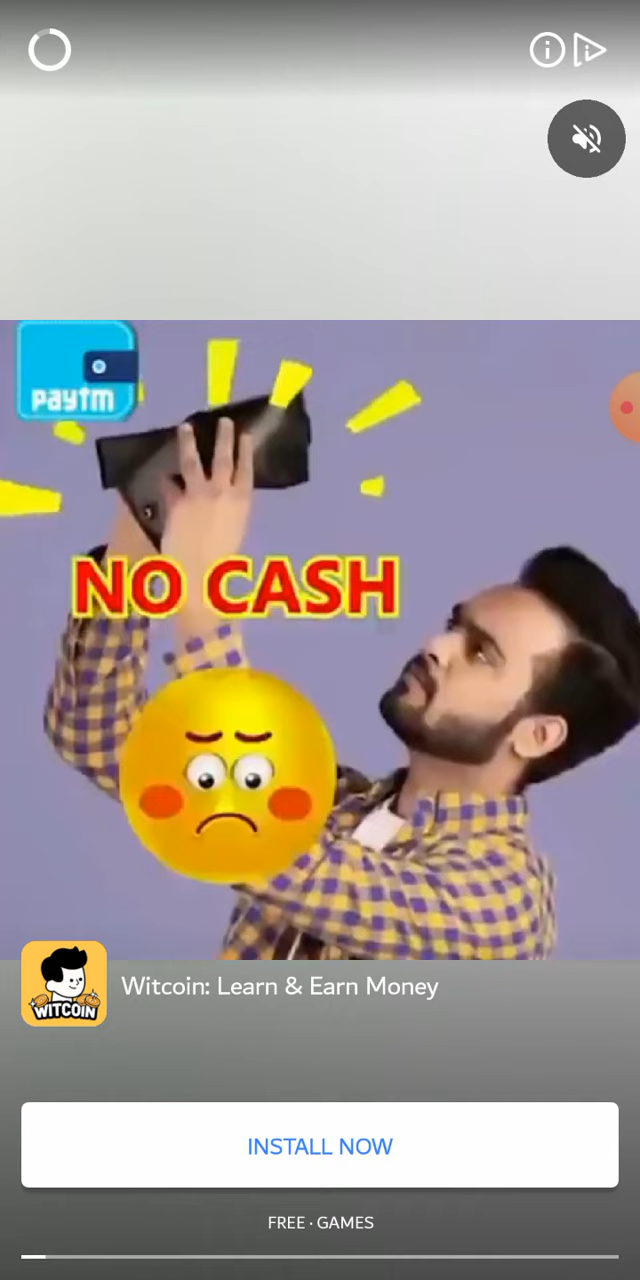 paytm
NO CASH
WITCOIN
Witcoin: Learn & Earn Money
INSTALL NOW
FREE · GAMES